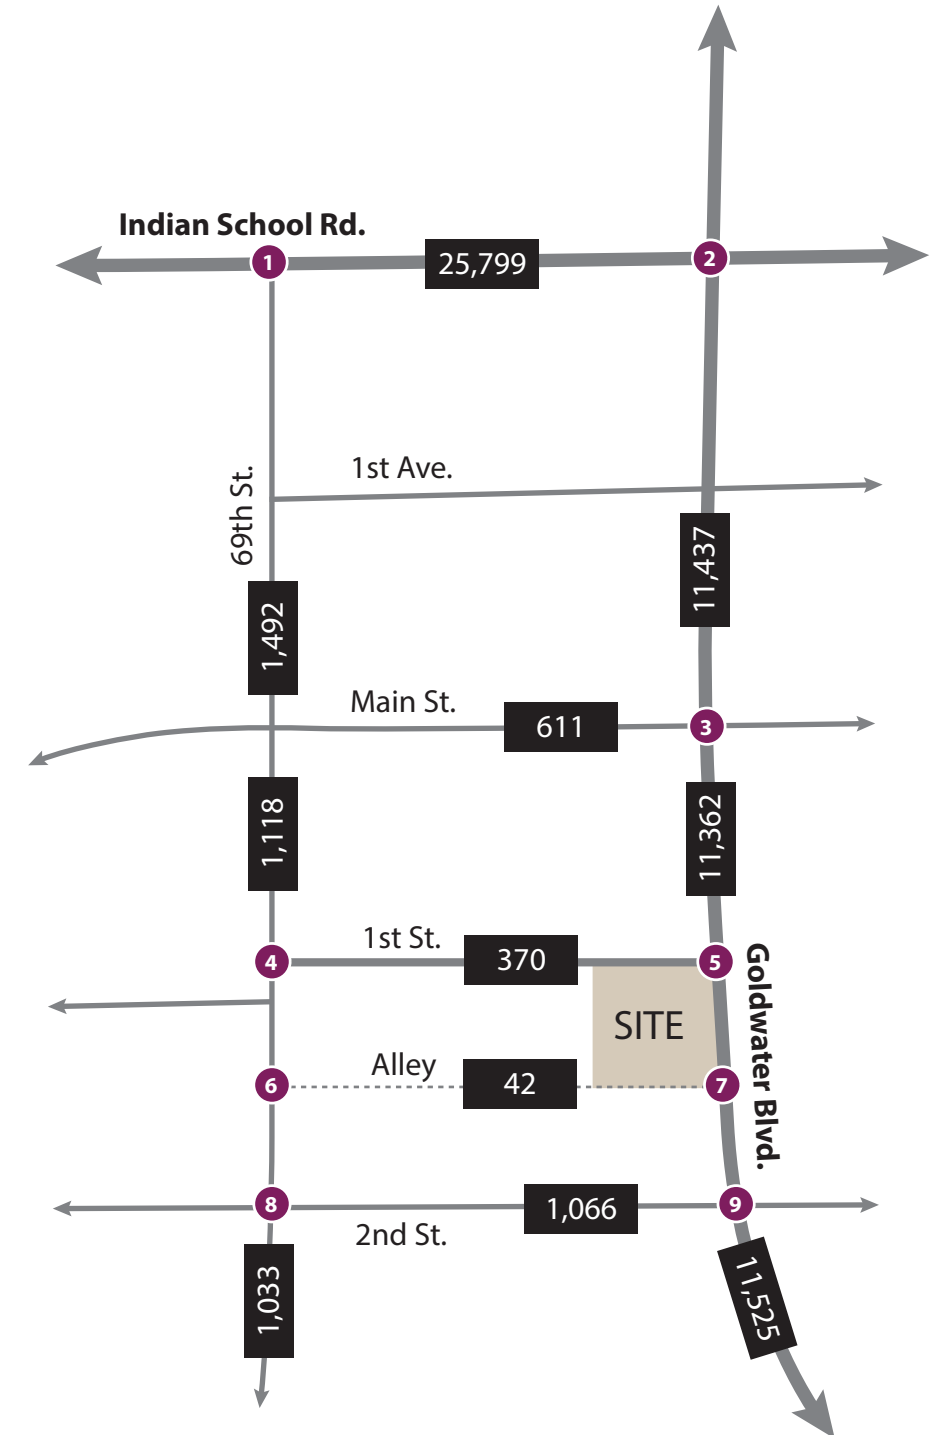 Indian School Rd.
1
25,799
2
1st Ave.
69th St.
11,437
1,492
Main St.
611
3
1,118
11,362
1st St.
4
370
5
Goldwater Blvd.
SITE
Alley
6
42
7
8
1,066
9
2nd St.
1,033
11,525